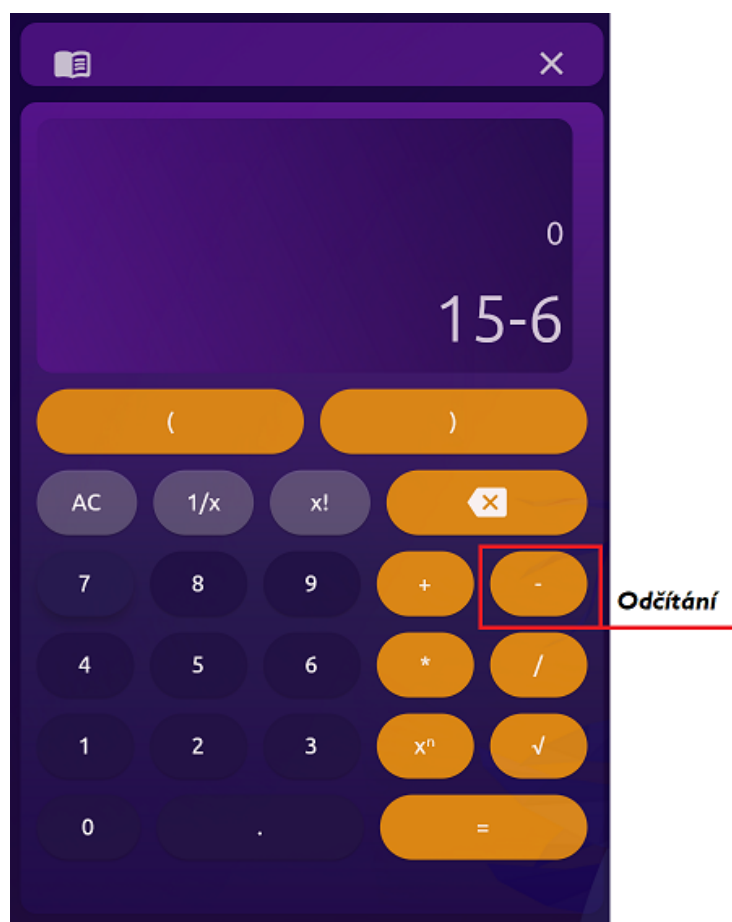 0
15-6
( )
AC 1/x x!
7 8 9 + -
Odčítání
4 5 6 * /
1 2 3 xⁿ √
0 . =